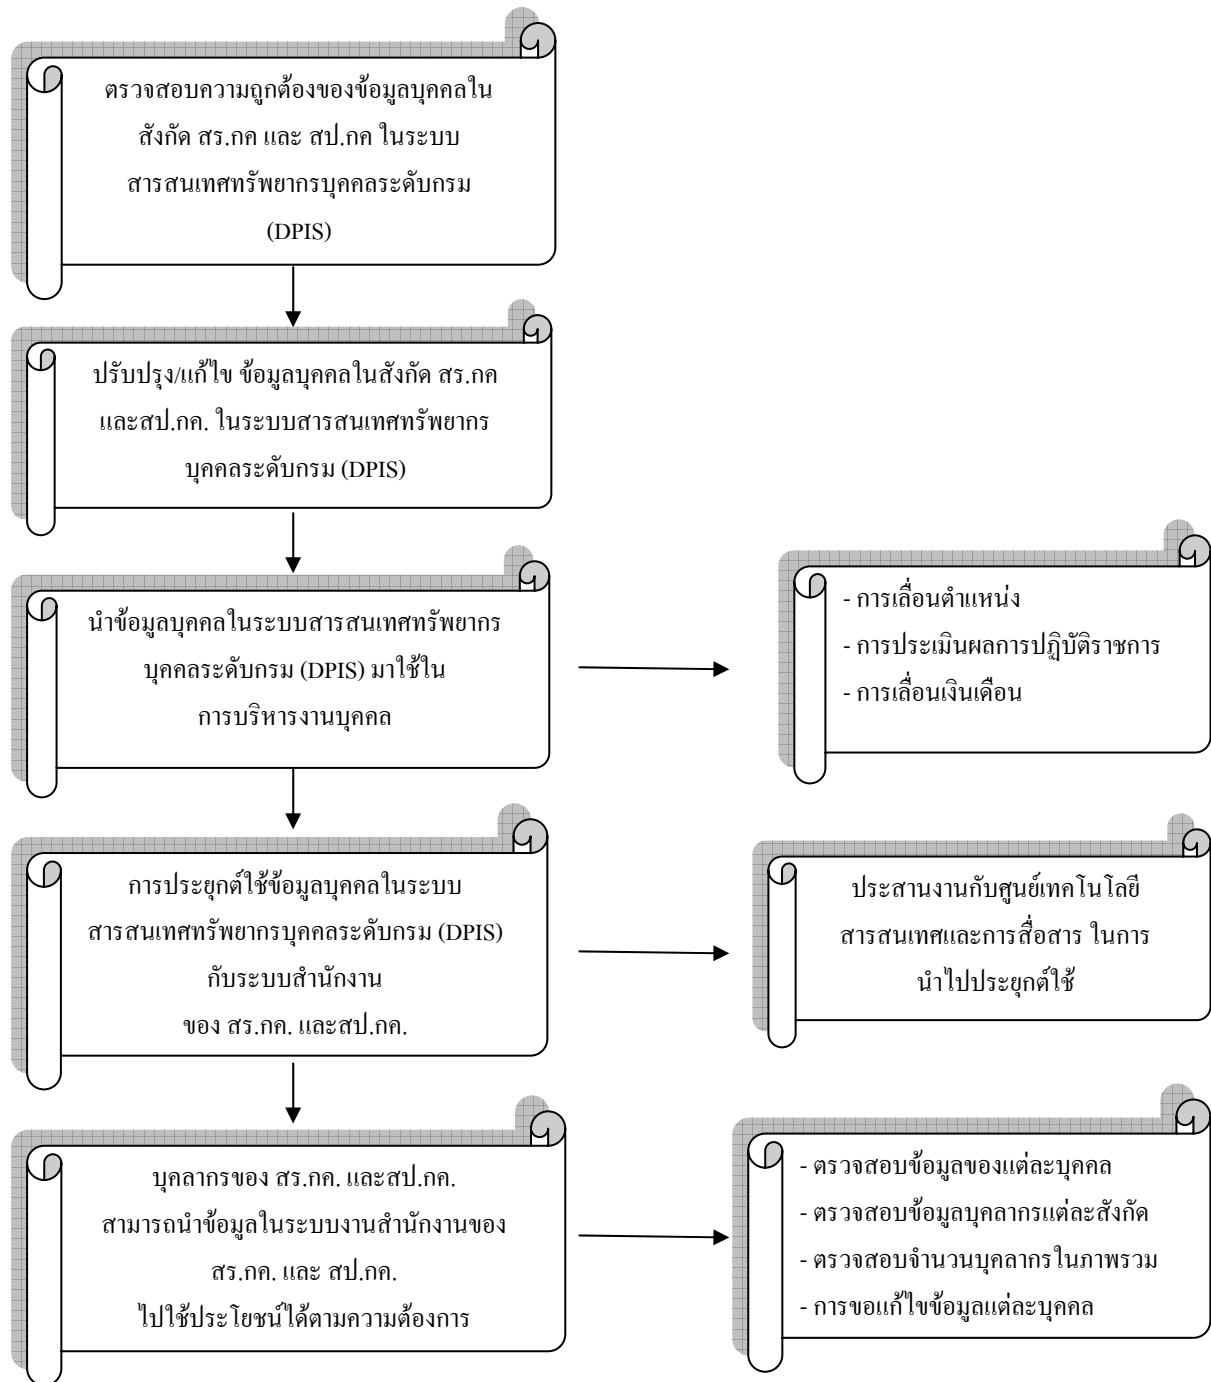 ตรวจสอบความถูกต้องของข้อมูลบุคคลใน
สังกัด สร.กค และ สป.กค ในระบบ
สารสนเทศทรัพยากรบุคคลระดับกรม
(DPIS)
ปรับปรุง/แก้ไข ข้อมูลบุคคลในสังกัด สร.กค
และสป.กค. ในระบบสารสนเทศทรัพยากร
บุคคลระดับกรม (DPIS)
นำข้อมูลบุคคลในระบบสารสนเทศทรัพยากร
บุคคลระดับกรม (DPIS) มาใช้ใน
การบริหารงานบุคคล
- การเลื่อนตำแหน่ง
- การประเมินผลการปฏิบัติราชการ
- การเลื่อนเงินเดือน
การประยุกต์ใช้ข้อมูลบุคคลในระบบ
สารสนเทศทรัพยากรบุคคลระดับกรม (DPIS)
กับระบบสำนักงาน
ของ สร.กค. และสป.กค.
ประสานงานกับศูนย์เทคโนโลยี
สารสนเทศและการสื่อสาร ในการ
นำไปประยุกต์ใช้
บุคลากรของ สร.กค. และสป.กค.
สามารถนำข้อมูลในระบบงานสำนักงานของ
สร.กค. และ สป.กค.
ไปใช้ประโยชน์ได้ตามความต้องการ
- ตรวจสอบข้อมูลของแต่ละบุคคล
- ตรวจสอบข้อมูลบุคลากรแต่ละสังกัด
- ตรวจสอบจำนวนบุคลากรในภาพรวม
- การขอแก้ไขข้อมูลแต่ละบุคคล